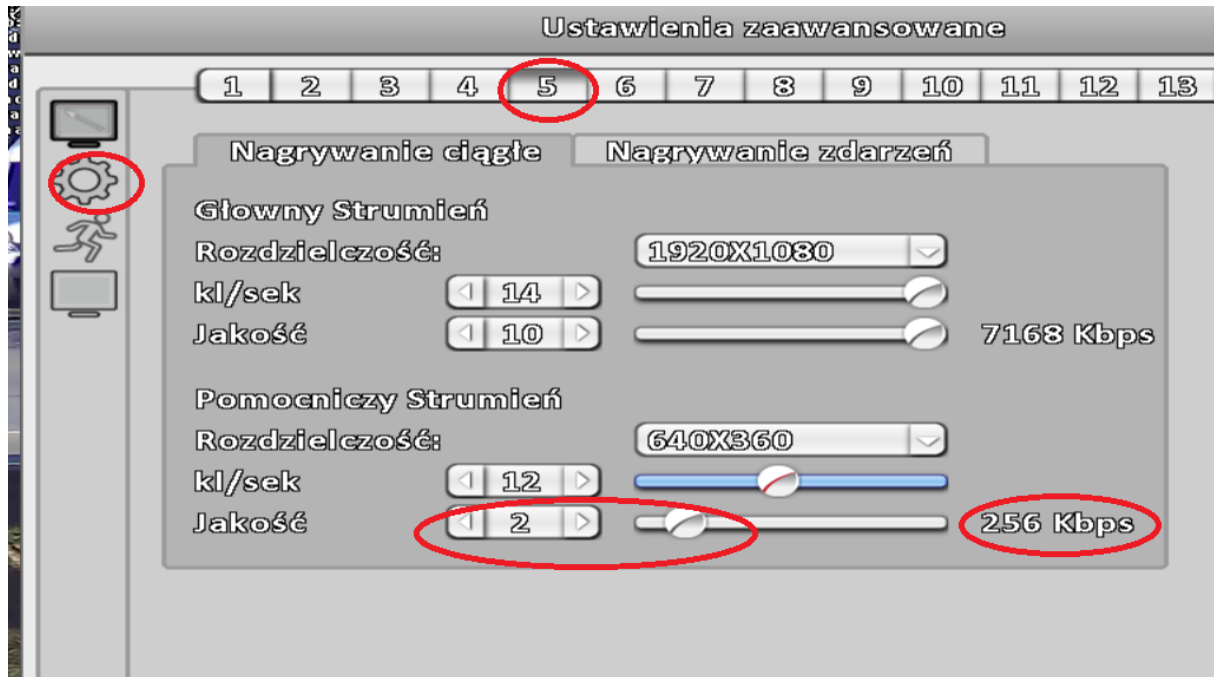 Ustawienia zaawansowane
1 2 3 4 5 6 7 8 9 10 11 12 13
Nagrywanie ciągłe Nagrywanie zdarzeń
Głowny Strumień
Rozdzielczość: 1920X1080
kl/sek 14
Jakość 10 7168 Kbps
Pomocniczy Strumień
Rozdzielczość: 640X360
kl/sek 12
Jakość 2 256 Kbps